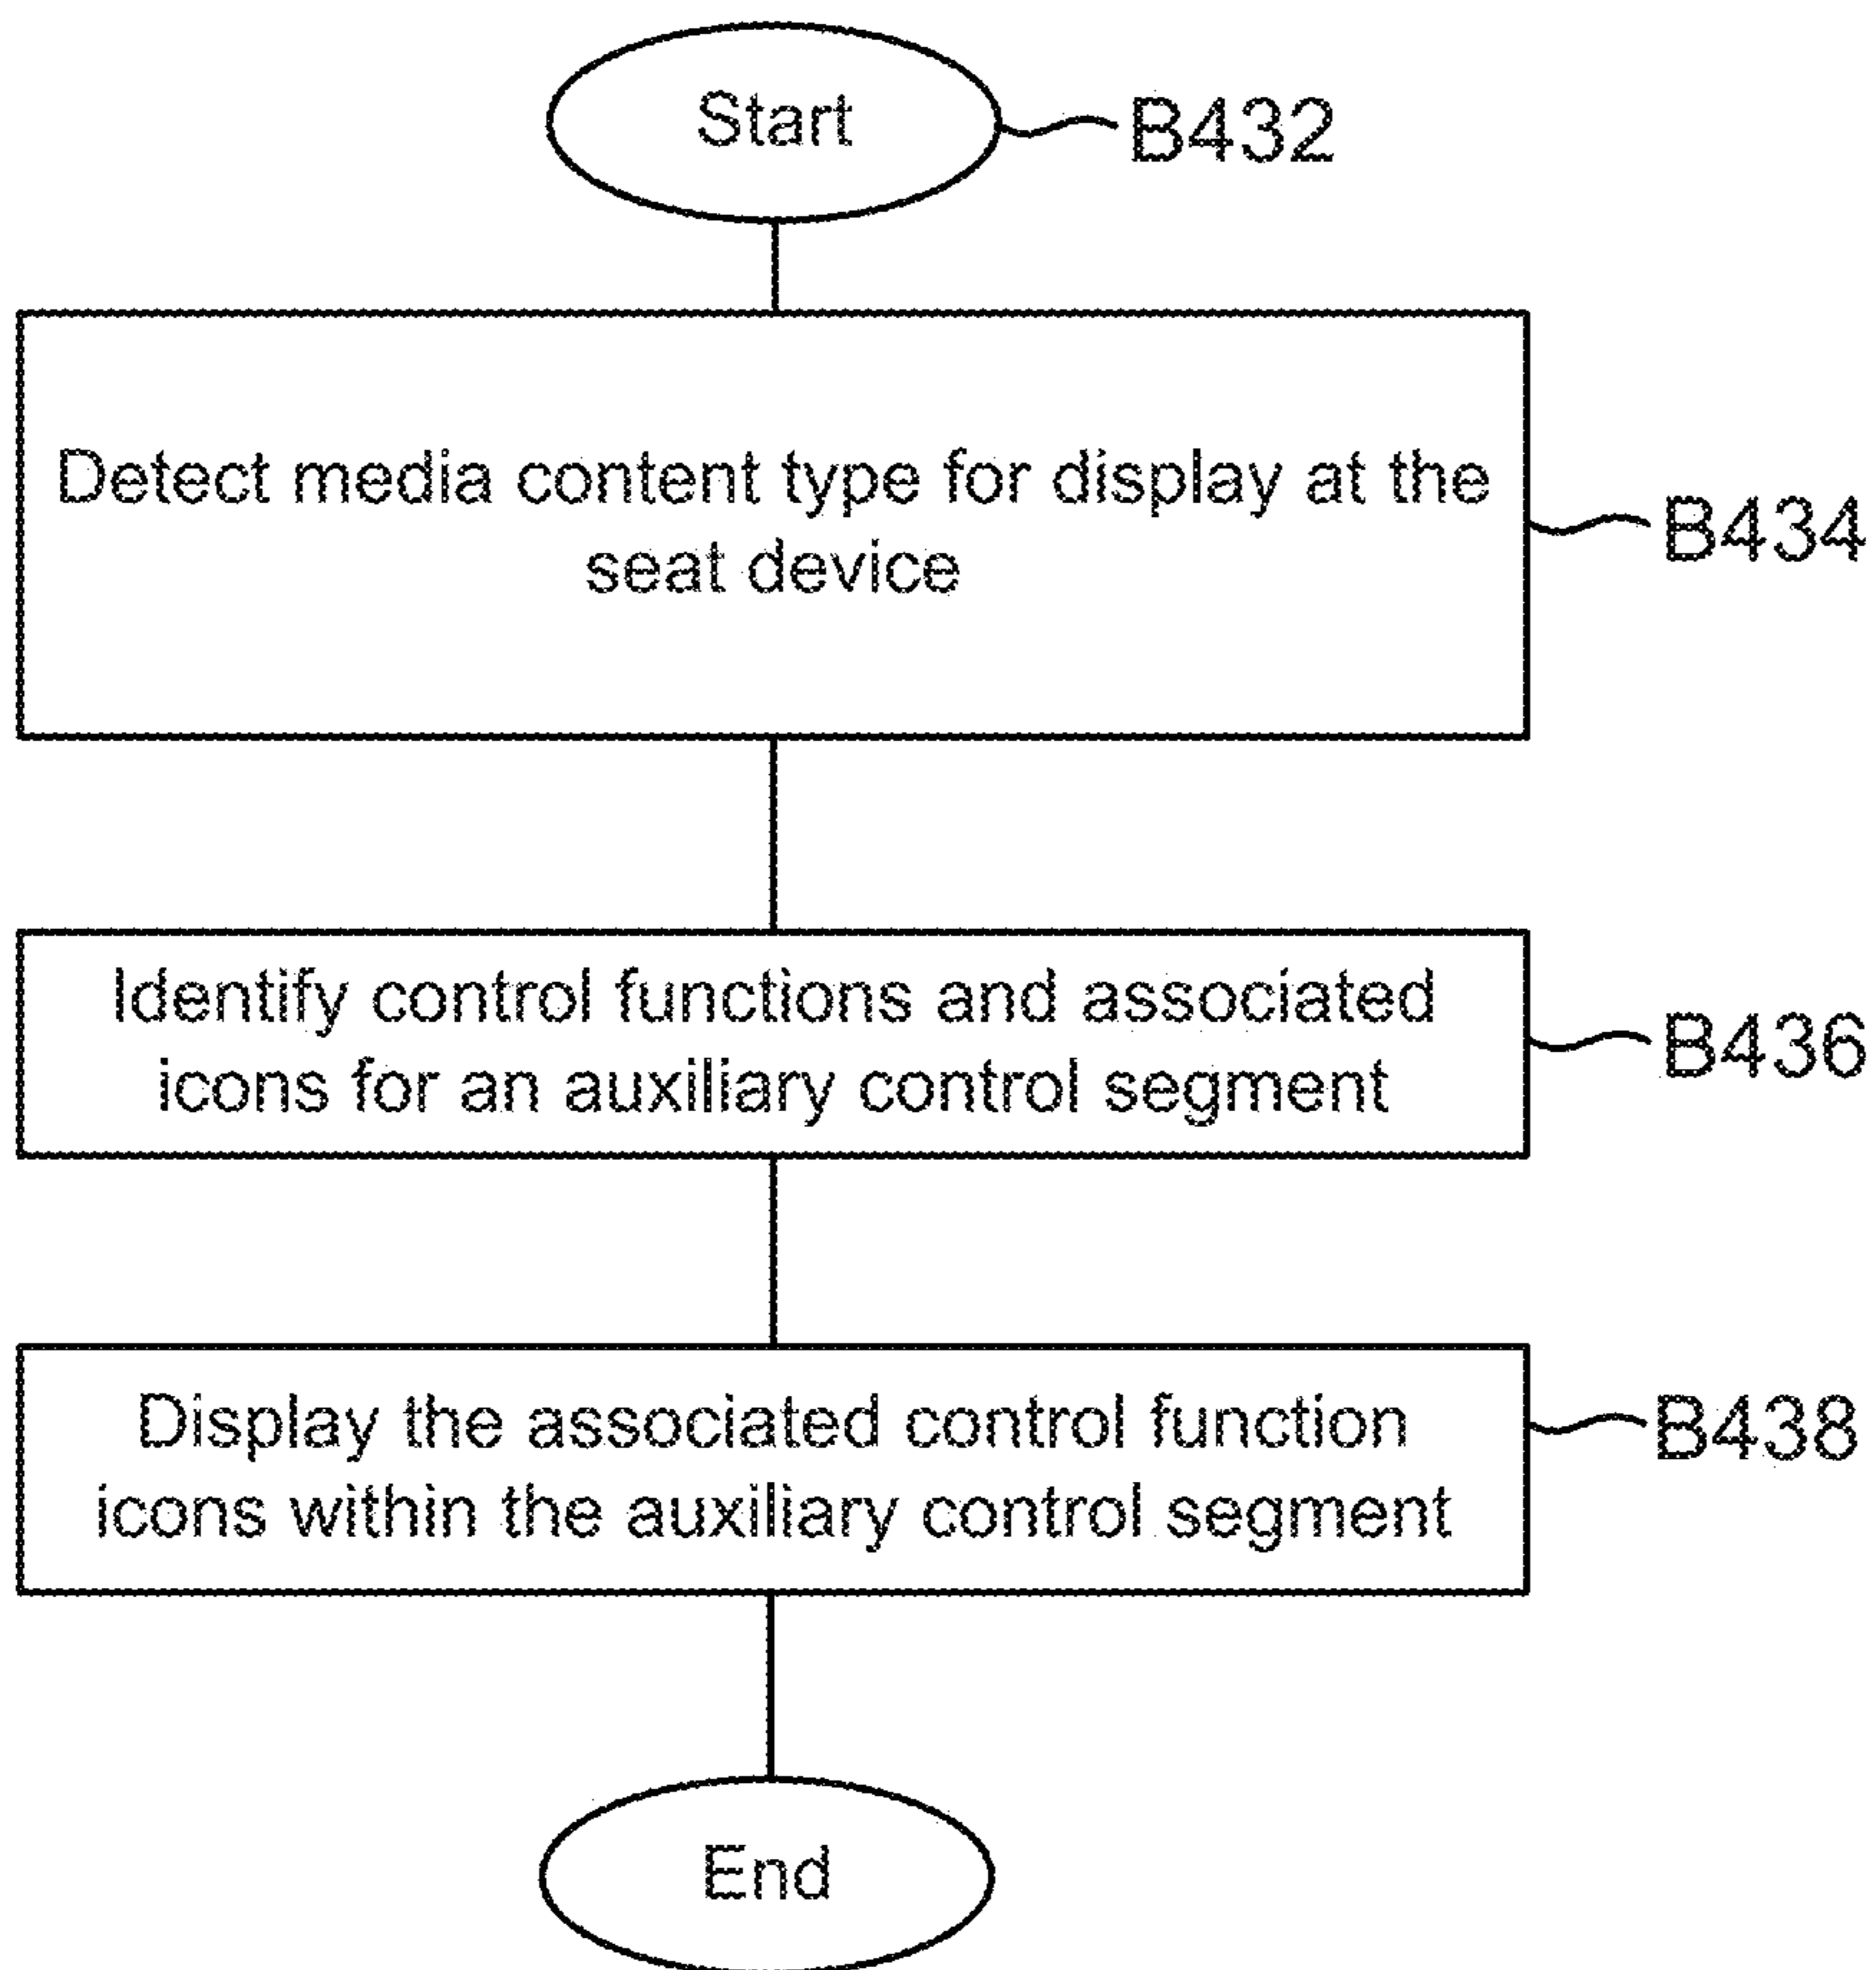 Start
B432
Detect media content type for display at the
seat device
B434
Identify control functions and associated
icons for an auxiliary control segment
B436
Display the associated control function
icons within the auxiliary control segment
B438
End